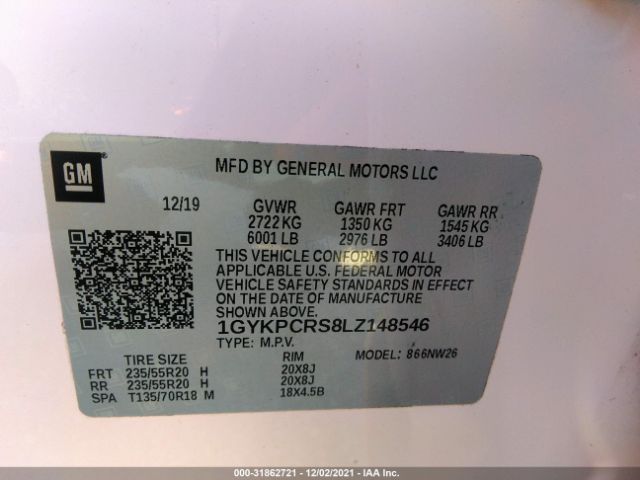 GM
MFD BY GENERAL MOTORS LLC
12/19 GVWR GAWR FRT GAWR RR
2722 KG 1350 KG 1545 KG
6001 LB 2976 LB 3406 LB
THIS VEHICLE CONFORMS TO ALL
APPLICABLE U.S. FEDERAL MOTOR
VEHICLE SAFETY STANDARDS IN EFFECT
ON THE DATE OF MANUFACTURE
SHOWN ABOVE.
1GYKPCRS8LZ148546
TYPE: M.P.V. MODEL: 866NW26
TIRE SIZE RIM
FRT 235/55R20 H 20X8J
RR 235/55R20 H 20X8J
SPA T135/70R18 M 18X4.5B
000-31862721 - 12/02/2021 - IAA Inc.